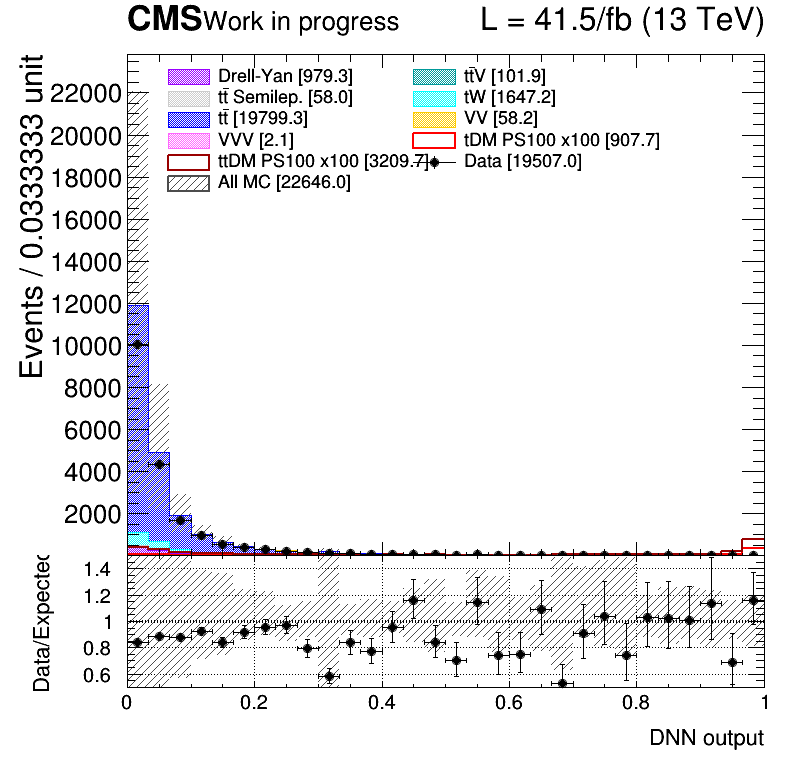 CMS Work in progress L = 41.5/fb (13 TeV)
Events / 0.0333333 unit
22000
20000
18000
16000
14000
12000
10000
8000
6000
4000
2000
Drell-Yan [979.3] tt̄V [101.9]
tt̄ Semilep. [58.0] tW [1647.2]
tt̄ [19799.3] VV [58.2]
VVV [2.1] tDM PS100 x100 [907.7]
ttDM PS100 x100 [3209.7] Data [19507.0]
All MC [22646.0]
Data/Expected
1.4
1.2
1
0.8
0.6
0 0.2 0.4 0.6 0.8 1
DNN output